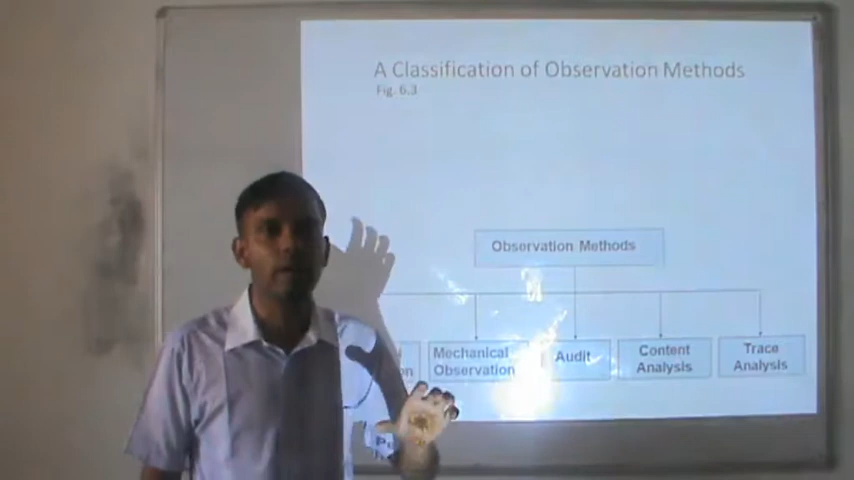 A Classification of Observation Methods
Fig. 6.3
Observation Methods
Mechanical
Observation
Audit
Content
Analysis
Trace
Analysis